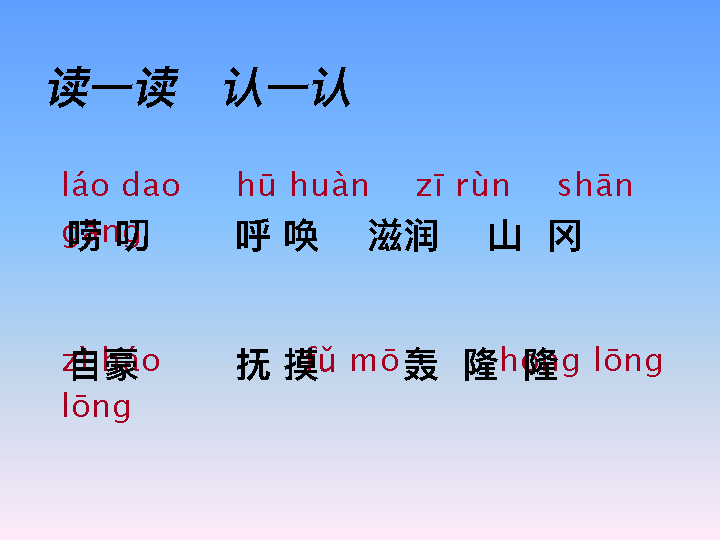 读一读 认一认
láo dao hū huàn zī rùn shān
gāng
唠 叨 呼 唤 滋润 山 冈
zì háo fǔ mō hōng lōng
lōng
自豪 抚 摸 轰 隆 隆